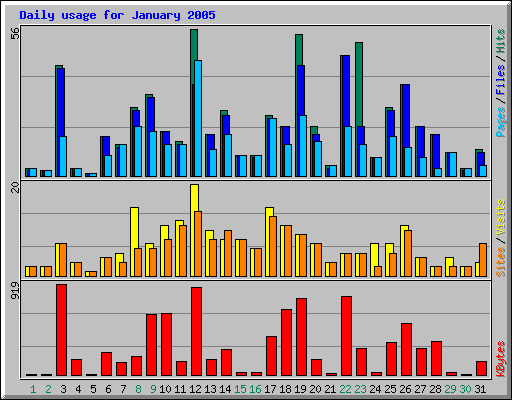 Daily usage for January 2005
56
20
919
Pages / Files / Hits
Sites / Visits
KBytes
1 2 3 4 5 6 7 8 9 10 11 12 13 14 15 16 17 18 19 20 21 22 23 24 25 26 27 28 29 30 31